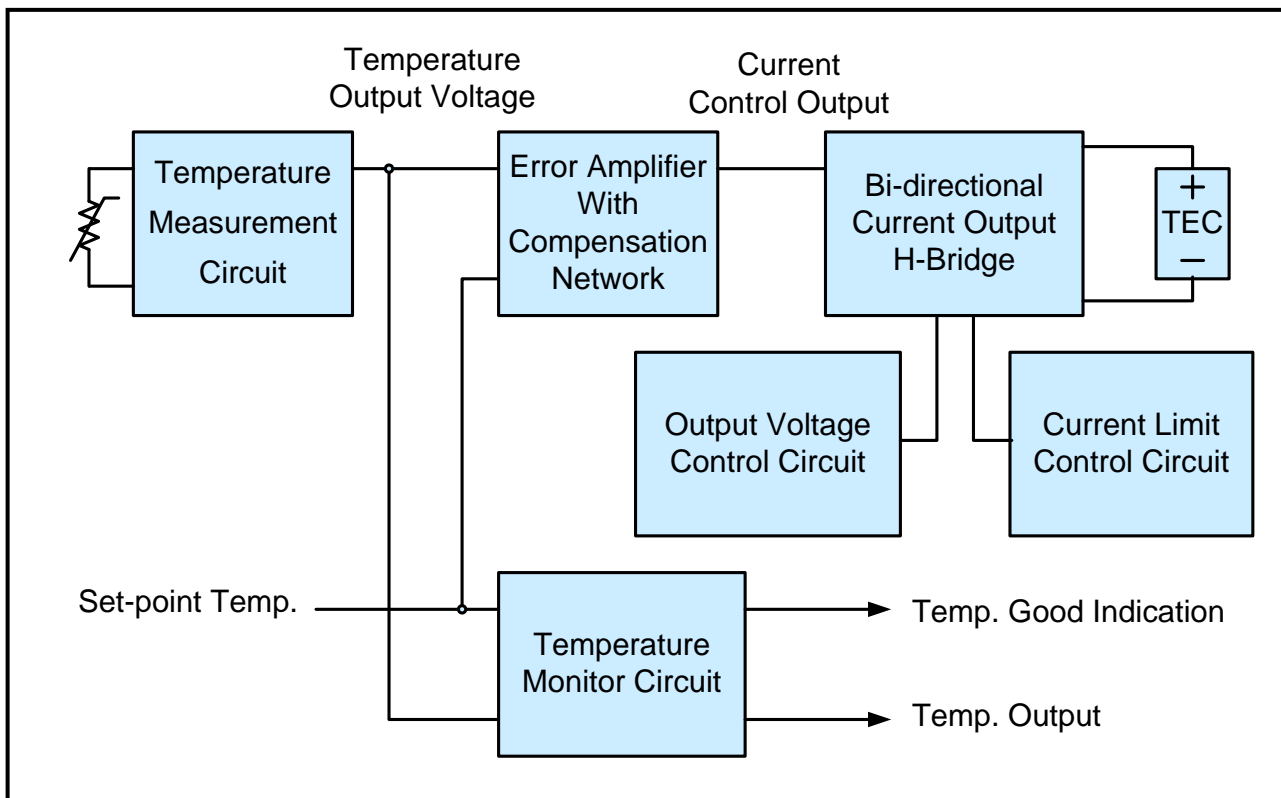 Temperature
Output Voltage
Current
Control Output
Temperature
Measurement
Circuit
Error Amplifier
With
Compensation
Network
Bi-directional
Current Output
H-Bridge
+
TEC
−
Output Voltage
Control Circuit
Current Limit
Control Circuit
Set-point Temp.
Temperature
Monitor Circuit
Temp. Good Indication
Temp. Output